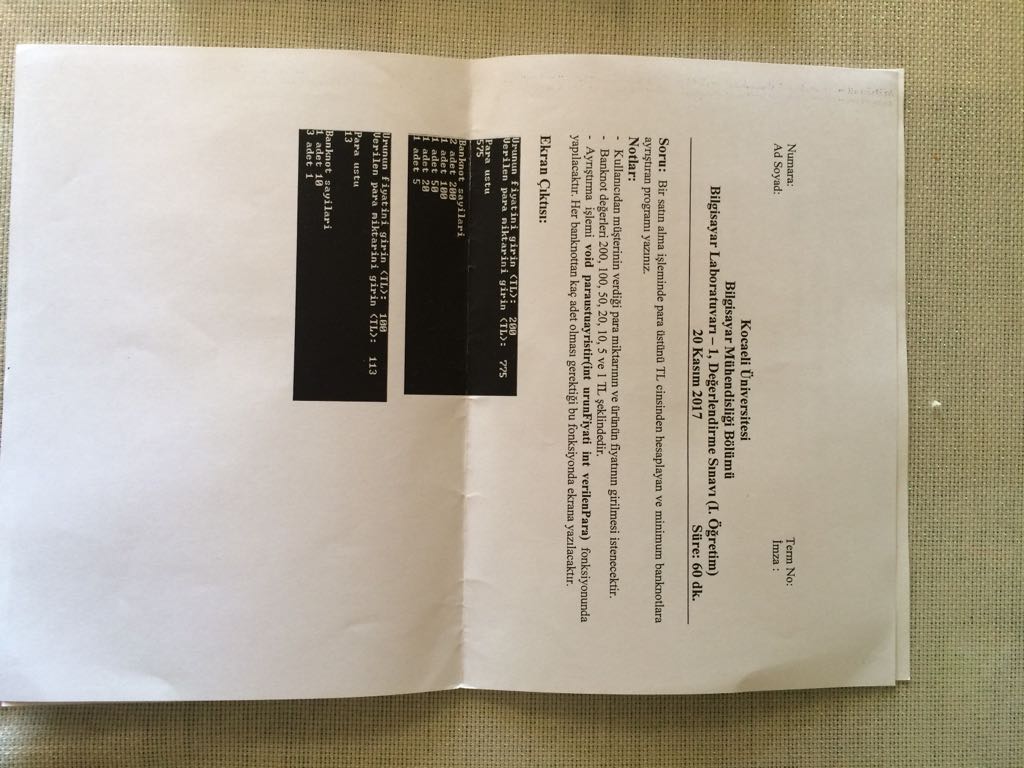 Numara:
Ad Soyad:
Term No:
İmza :
Kocaeli Üniversitesi
Bilgisayar Mühendisliği Bölümü
Bilgisayar Laboratuvarı – 1, Değerlendirme Sınavı (I. Öğretim)
20 Kasım 2017 Süre: 60 dk.
Soru: Bir satın alma işleminde para üstünü TL cinsinden hesaplayan ve minimum banknotlara
ayrıştıran programı yazınız.
Notlar:
- Kullanıcıdan müşterinin verdiği para miktarının ve ürünün fiyatının girilmesi istenecektir.
- Banknot değerleri 200, 100, 50, 20, 10, 5 ve 1 TL şeklindedir.
- Ayrıştırma işlemi void paraustuayristir(int urunFiyati int verilenPara) fonksiyonunda
yapılacaktır. Her banknottan kaç adet olması gerektiği bu fonksiyonda ekrana yazılacaktır.
Ekran Çıktısı:
Urunun fiyatini girin (TL): 200
Verilen para miktarini girin (TL): 775
Para ustu
575
Banknot sayilari
2 adet 200
1 adet 100
1 adet 50
1 adet 20
1 adet 5
Urunun fiyatini girin (TL): 100
Verilen para miktarini girin (TL): 113
Para ustu
13
Banknot sayilari
1 adet 10
3 adet 1